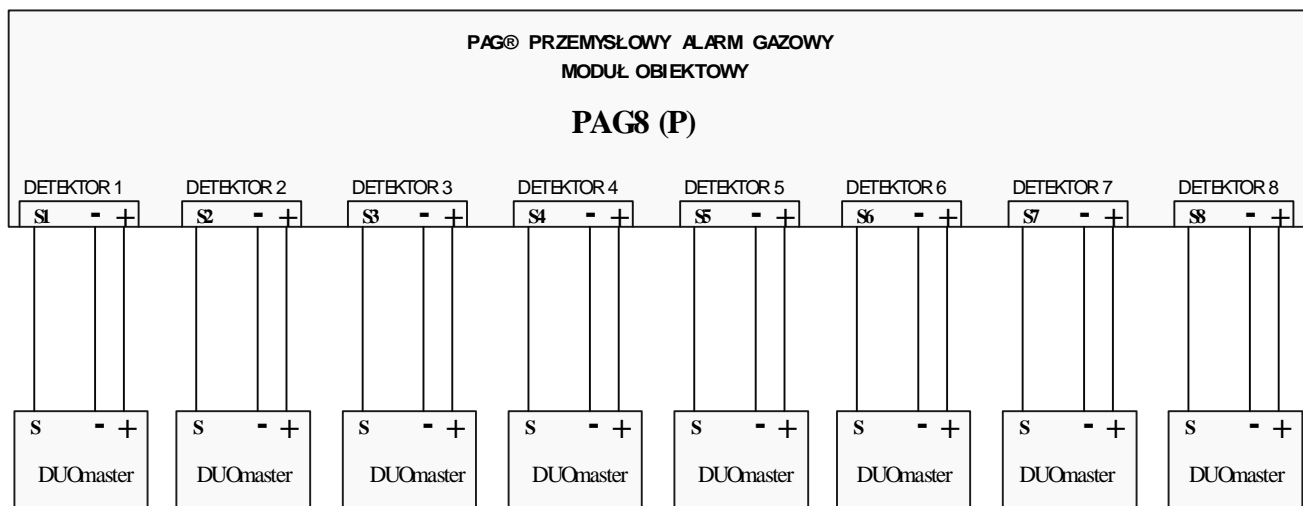 PAG® PRZEMYSŁOWY ALARM GAZOWY
MODUŁ OBIEKTOWY
PAG8 (P)
DETEKTOR 1 DETEKTOR 2 DETEKTOR 3 DETEKTOR 4 DETEKTOR 5 DETEKTOR 6 DETEKTOR 7 DETEKTOR 8
S1 - + S2 - + S3 - + S4 - + S5 - + S6 - + S7 - + S8 - +
S - + S - + S - + S - + S - + S - + S - + S - +
DUOmaster DUOmaster DUOmaster DUOmaster DUOmaster DUOmaster DUOmaster DUOmaster